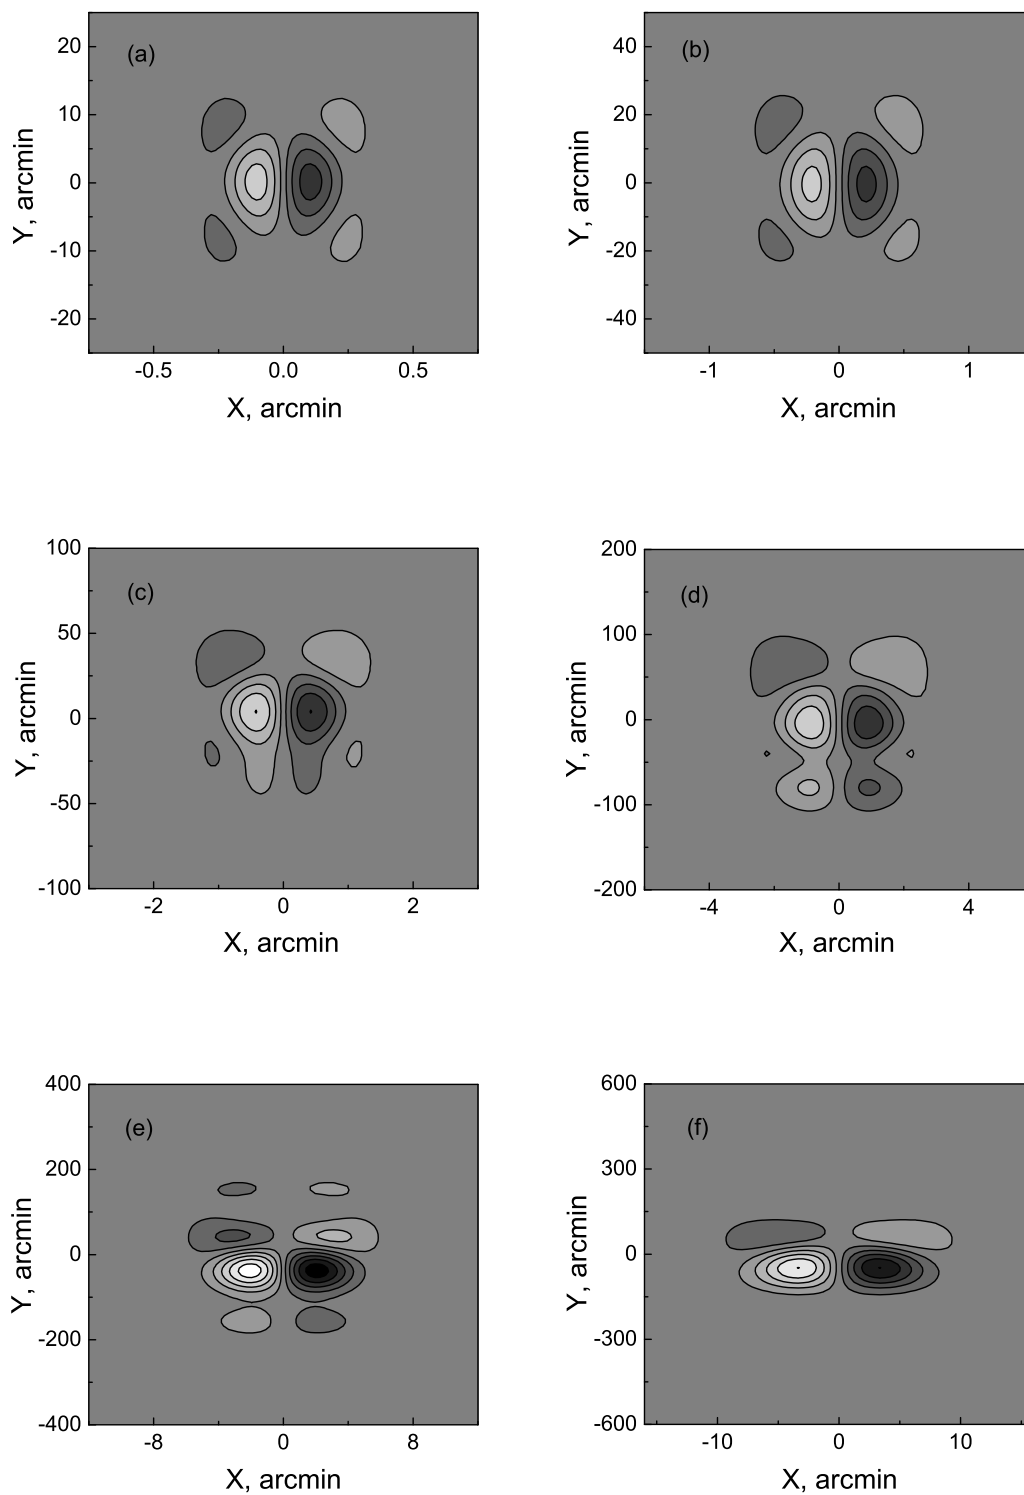 (a)
20
10
0
-10
-20
Y, arcmin
-0.5 0.0 0.5
X, arcmin
(b)
40
20
0
-20
-40
Y, arcmin
-1 0 1
X, arcmin
(c)
100
50
0
-50
-100
Y, arcmin
-2 0 2
X, arcmin
(d)
200
100
0
-100
-200
Y, arcmin
-4 0 4
X, arcmin
(e)
400
200
0
-200
-400
Y, arcmin
-8 0 8
X, arcmin
(f)
600
300
0
-300
-600
Y, arcmin
-10 0 10
X, arcmin